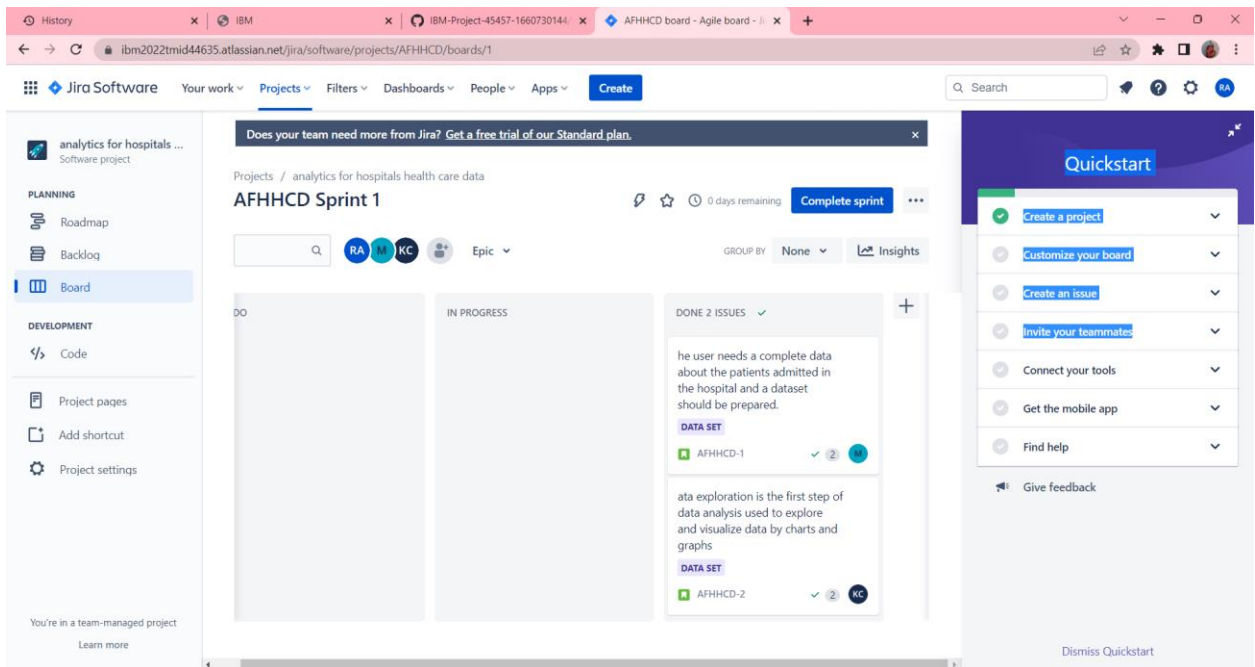 History
IBM
IBM-Project-45457-1660730144/
AFHHCD board - Agile board - Ji
ibm2022tmid44635.atlassian.net/jira/software/projects/AFHHCD/boards/1
Jira Software
Your work
Projects
Filters
Dashboards
People
Apps
Create
Search
RA
analytics for hospitals ...
Software project
PLANNING
Roadmap
Backlog
Board
DEVELOPMENT
Code
Project pages
Add shortcut
Project settings
You're in a team-managed project
Learn more
Does your team need more from Jira? Get a free trial of our Standard plan.
Projects / analytics for hospitals health care data
AFHHCD Sprint 1
0 days remaining
Complete sprint
RA
M
KC
Epic
GROUP BY
None
Insights
DO
IN PROGRESS
DONE 2 ISSUES
he user needs a complete data
about the patients admitted in
the hospital and a dataset
should be prepared.
DATA SET
AFHHCD-1
2
M
ata exploration is the first step of
data analysis used to explore
and visualize data by charts and
graphs
DATA SET
AFHHCD-2
2
KC
Quickstart
Create a project
Customize your board
Create an issue
Invite your teammates
Connect your tools
Get the mobile app
Find help
Give feedback
Dismiss Quickstart